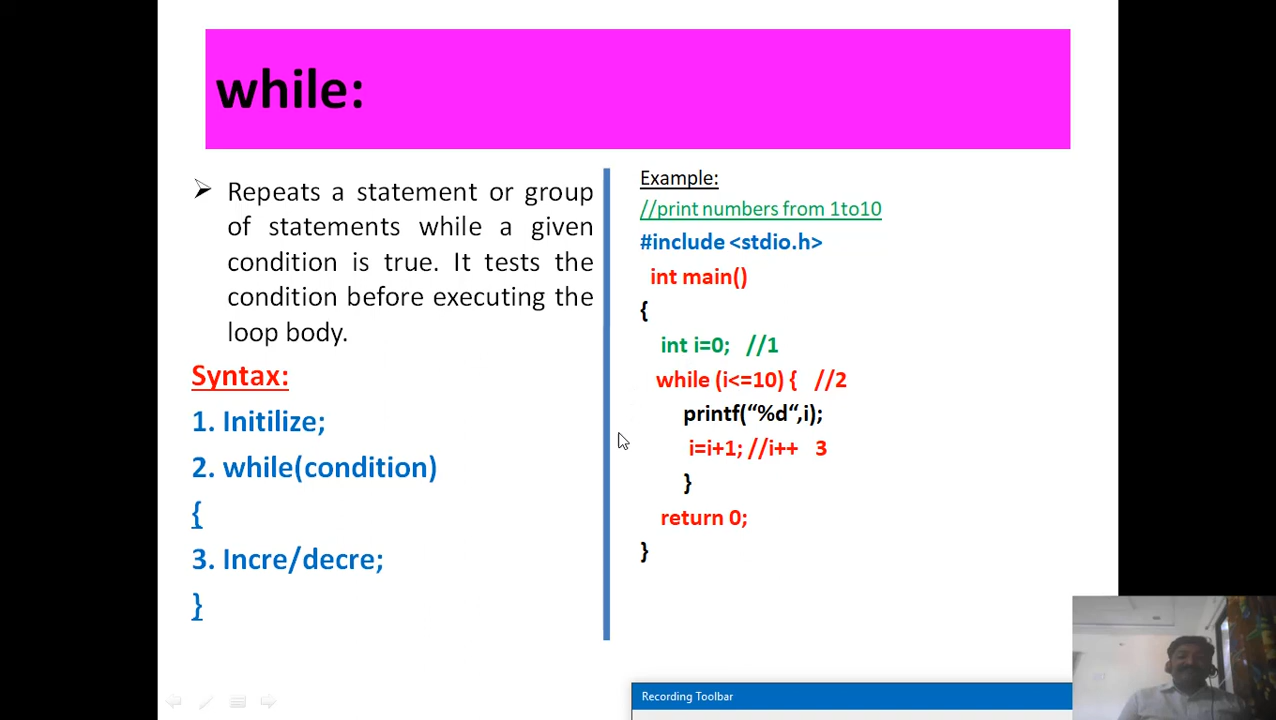 while:
Repeats a statement or group
of statements while a given
condition is true. It tests the
condition before executing the
loop body.
Syntax:
1. Initilize;
2. while(condition)
{
3. Incre/decre;
}
Example:
//print numbers from 1to10
#include <stdio.h>
int main()
{
int i=0; //1
while (i<=10) { //2
printf(“%d“,i);
i=i+1; //i++ 3
}
return 0;
}
Recording Toolbar